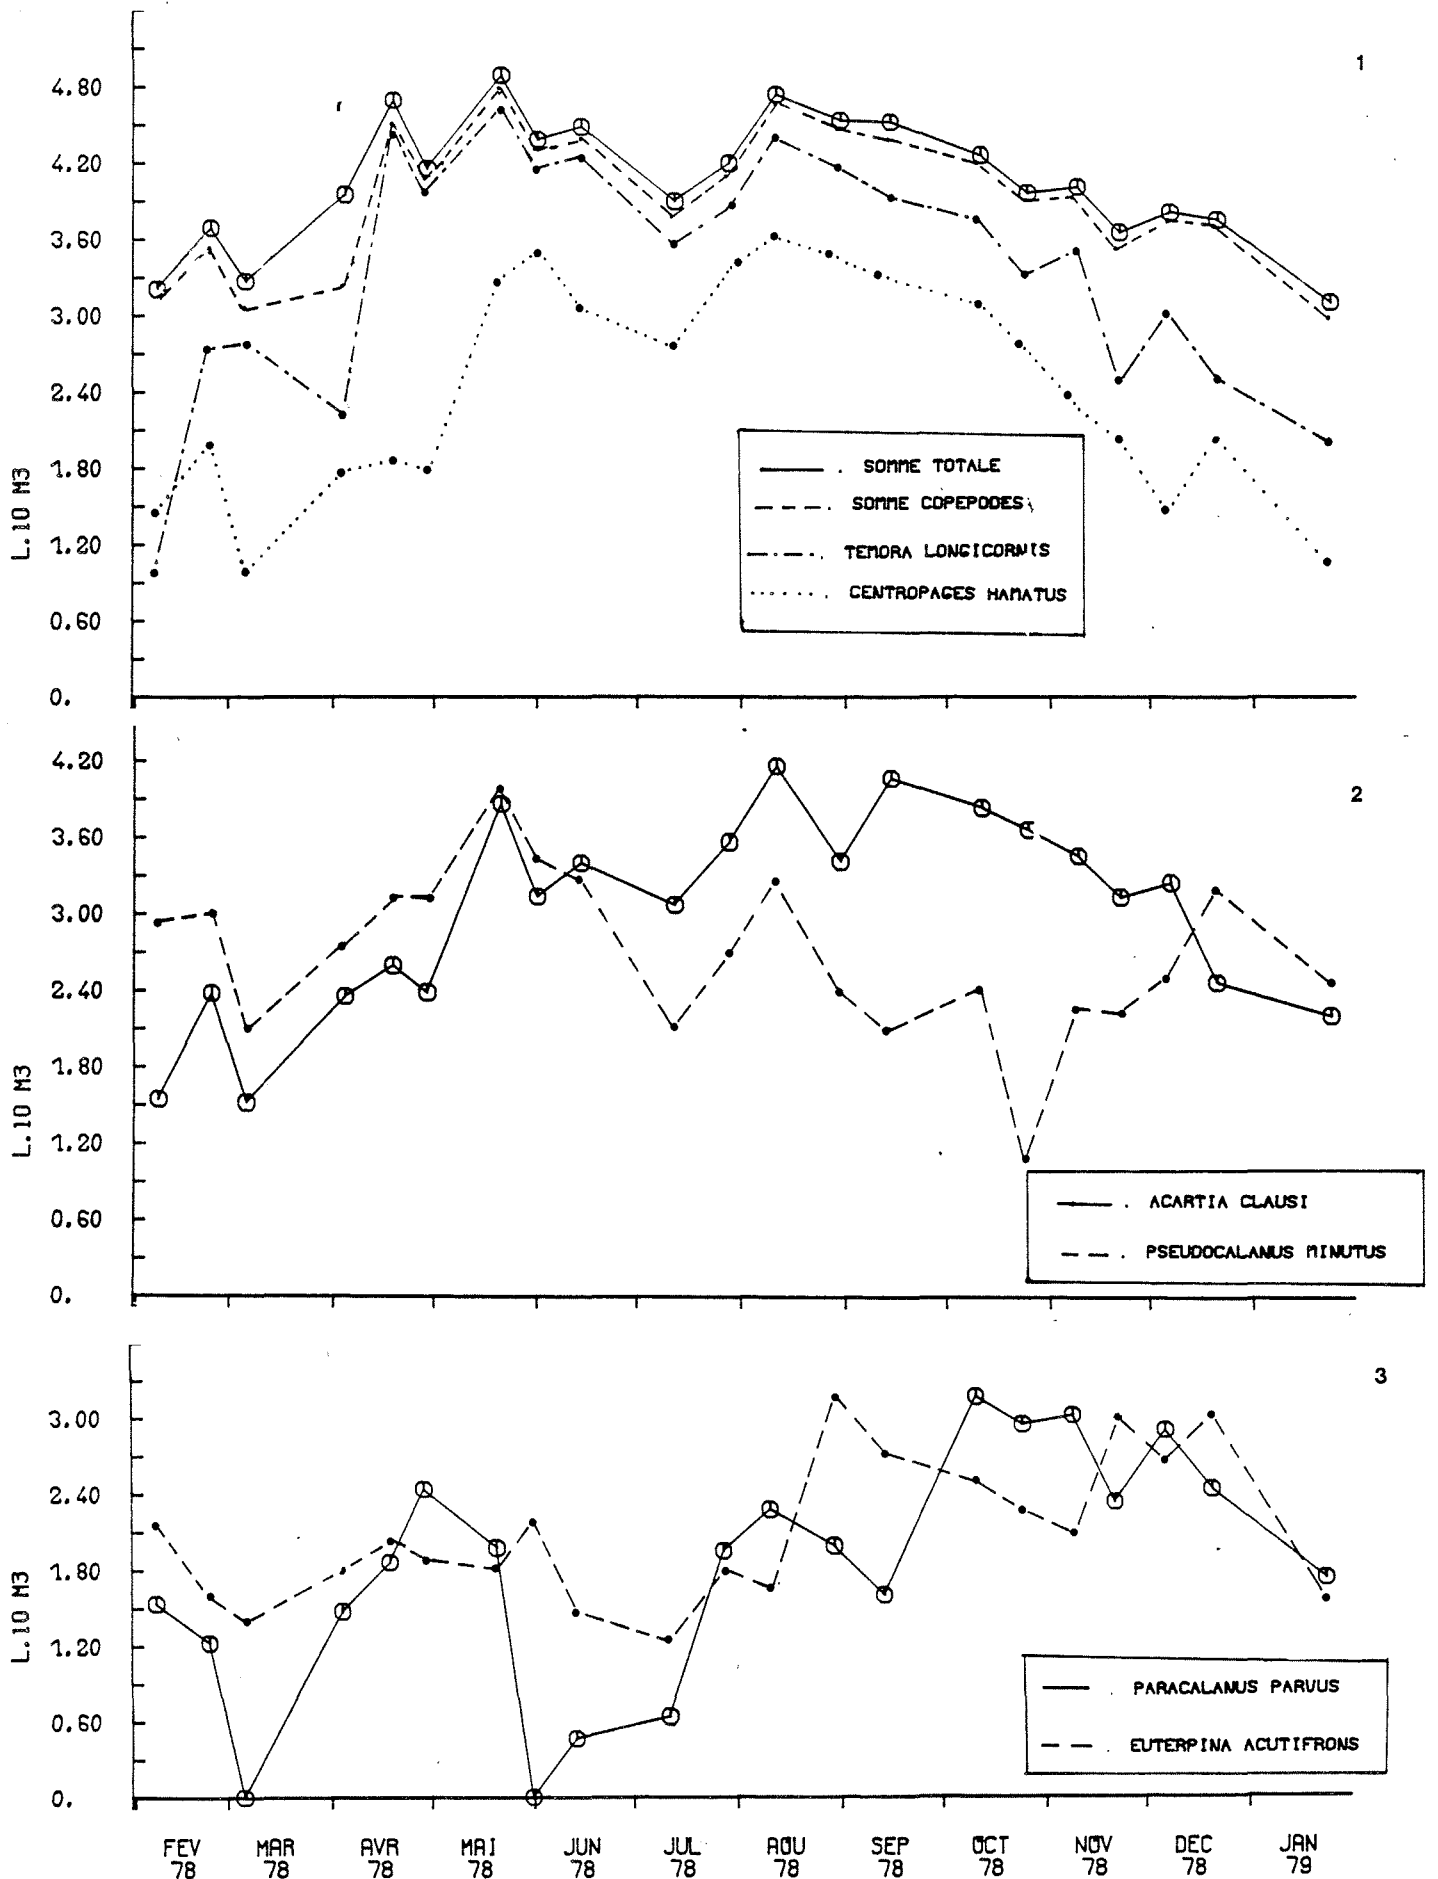 1
4.80
4.20
3.60
3.00
2.40
1.80
1.20
0.60
0.
L.10 M3
SOMME TOTALE
SOMME COPEPODES
TEMORA LONGICORNIS
CENTROPAGES HAMATUS
2
4.20
3.60
3.00
2.40
1.80
1.20
0.60
0.
L.10 M3
ACARTIA CLAUSI
PSEUDOCALANUS MINUTUS
3
3.00
2.40
1.80
1.20
0.60
0.
L.10 M3
PARACALANUS PARVUS
EUTERPINA ACUTIFRONS
FEV MAR AVR MAI JUN JUL AOU SEP OCT NOV DEC JAN
78 78 78 78 78 78 78 78 78 78 78 79